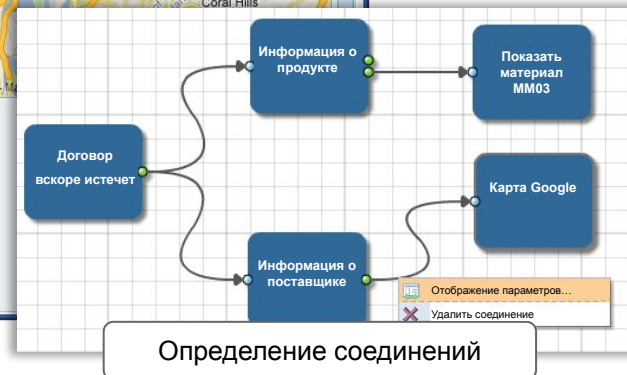 Coral Hills
Информация о
продукте
Показать
материал
MM03
Договор
вскоре истечет
Карта Google
Информация о
поставщике
Отображение параметров...
Удалить соединение
Определение соединений